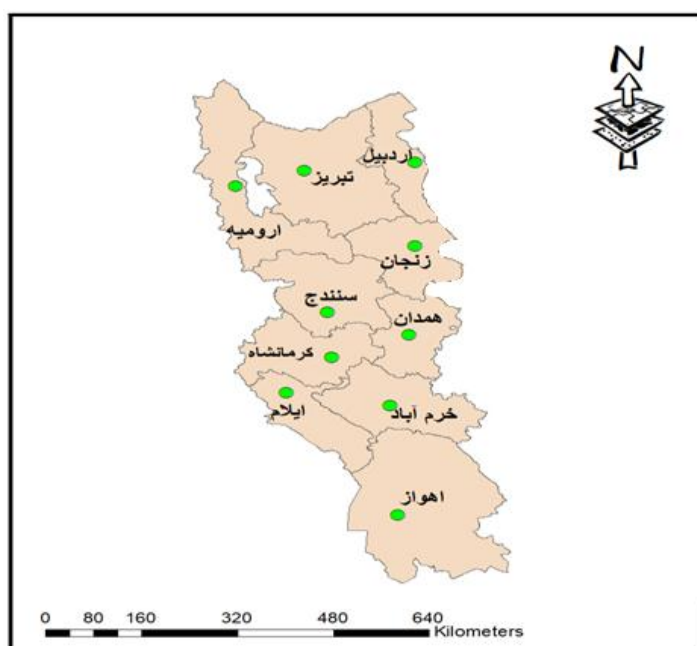 N
اردبیل
تبریز
ارومیه
زنجان
سنندج
همدان
کرمانشاه
ایلام
خرم آباد
اهواز
0 80 160 320 480 640
Kilometers